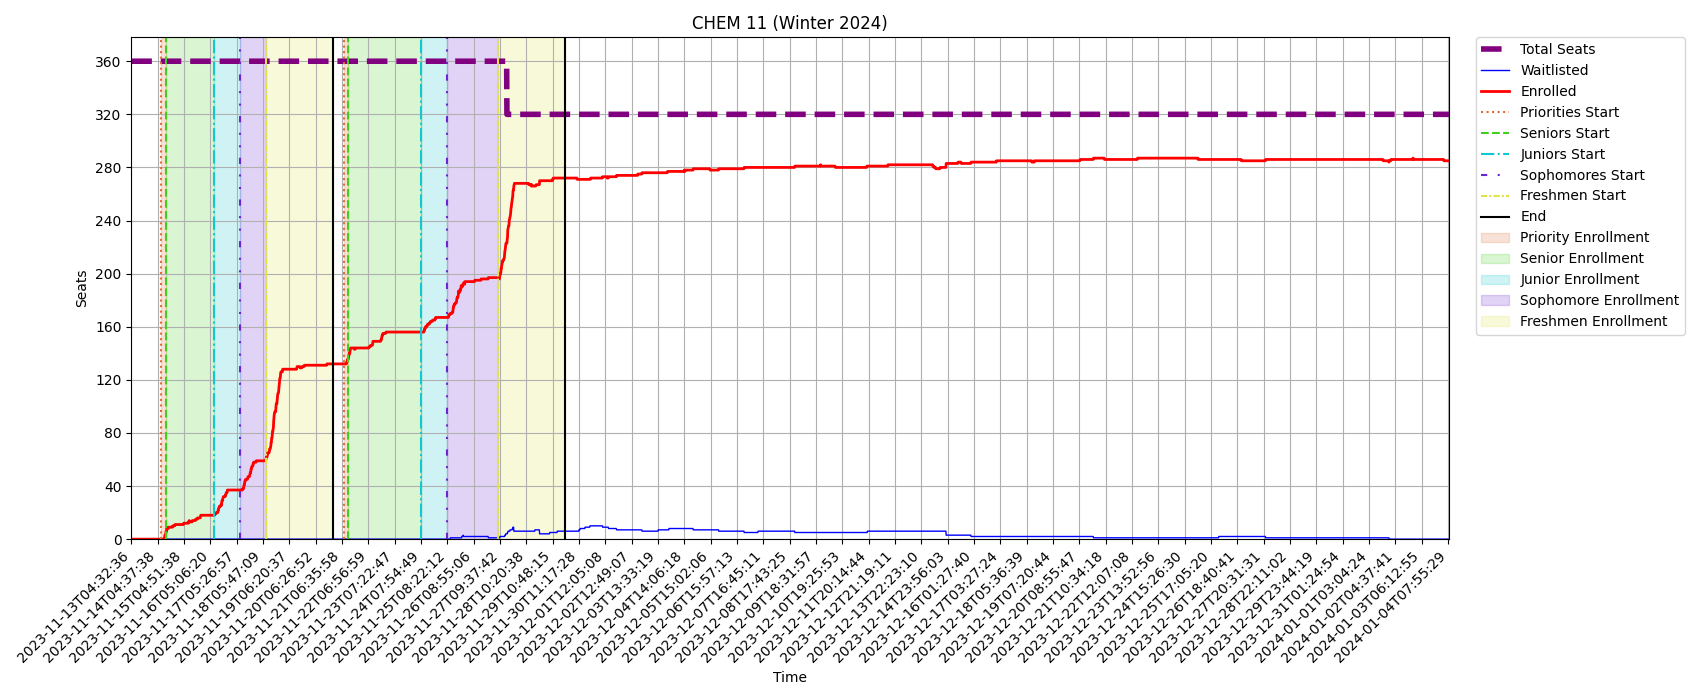 CHEM 11 (Winter 2024)
Total Seats
Waitlisted
Enrolled
Priorities Start
Seniors Start
Juniors Start
Sophomores Start
Freshmen Start
End
Priority Enrollment
Senior Enrollment
Junior Enrollment
Sophomore Enrollment
Freshmen Enrollment
Seats
360
320
280
240
200
160
120
80
40
0
2023-11-13T04:32:36
2023-11-14T04:37:38
2023-11-15T04:51:38
2023-11-16T05:06:20
2023-11-17T05:26:57
2023-11-18T05:47:09
2023-11-19T06:20:37
2023-11-20T06:26:52
2023-11-21T06:35:58
2023-11-22T06:56:59
2023-11-23T07:22:47
2023-11-24T07:54:49
2023-11-25T08:22:12
2023-11-26T08:55:06
2023-11-27T09:37:42
2023-11-28T10:20:38
2023-11-29T10:48:15
2023-11-30T11:17:28
2023-12-01T12:05:08
2023-12-02T12:49:07
2023-12-03T13:33:19
2023-12-04T14:06:18
2023-12-05T15:02:06
2023-12-06T15:57:13
2023-12-07T16:45:11
2023-12-08T17:43:25
2023-12-09T18:31:57
2023-12-10T19:25:53
2023-12-11T20:14:44
2023-12-12T21:19:11
2023-12-13T22:23:10
2023-12-14T23:56:03
2023-12-16T01:27:40
2023-12-17T03:27:24
2023-12-18T05:36:39
2023-12-19T07:20:44
2023-12-20T08:55:47
2023-12-21T10:34:18
2023-12-22T12:07:08
2023-12-23T13:52:56
2023-12-24T15:26:30
2023-12-25T17:05:20
2023-12-26T18:40:41
2023-12-27T20:31:31
2023-12-28T22:11:02
2023-12-29T23:44:19
2023-12-31T01:24:54
2024-01-01T03:04:24
2024-01-02T04:37:41
2024-01-03T06:12:55
2024-01-04T07:55:29
Time